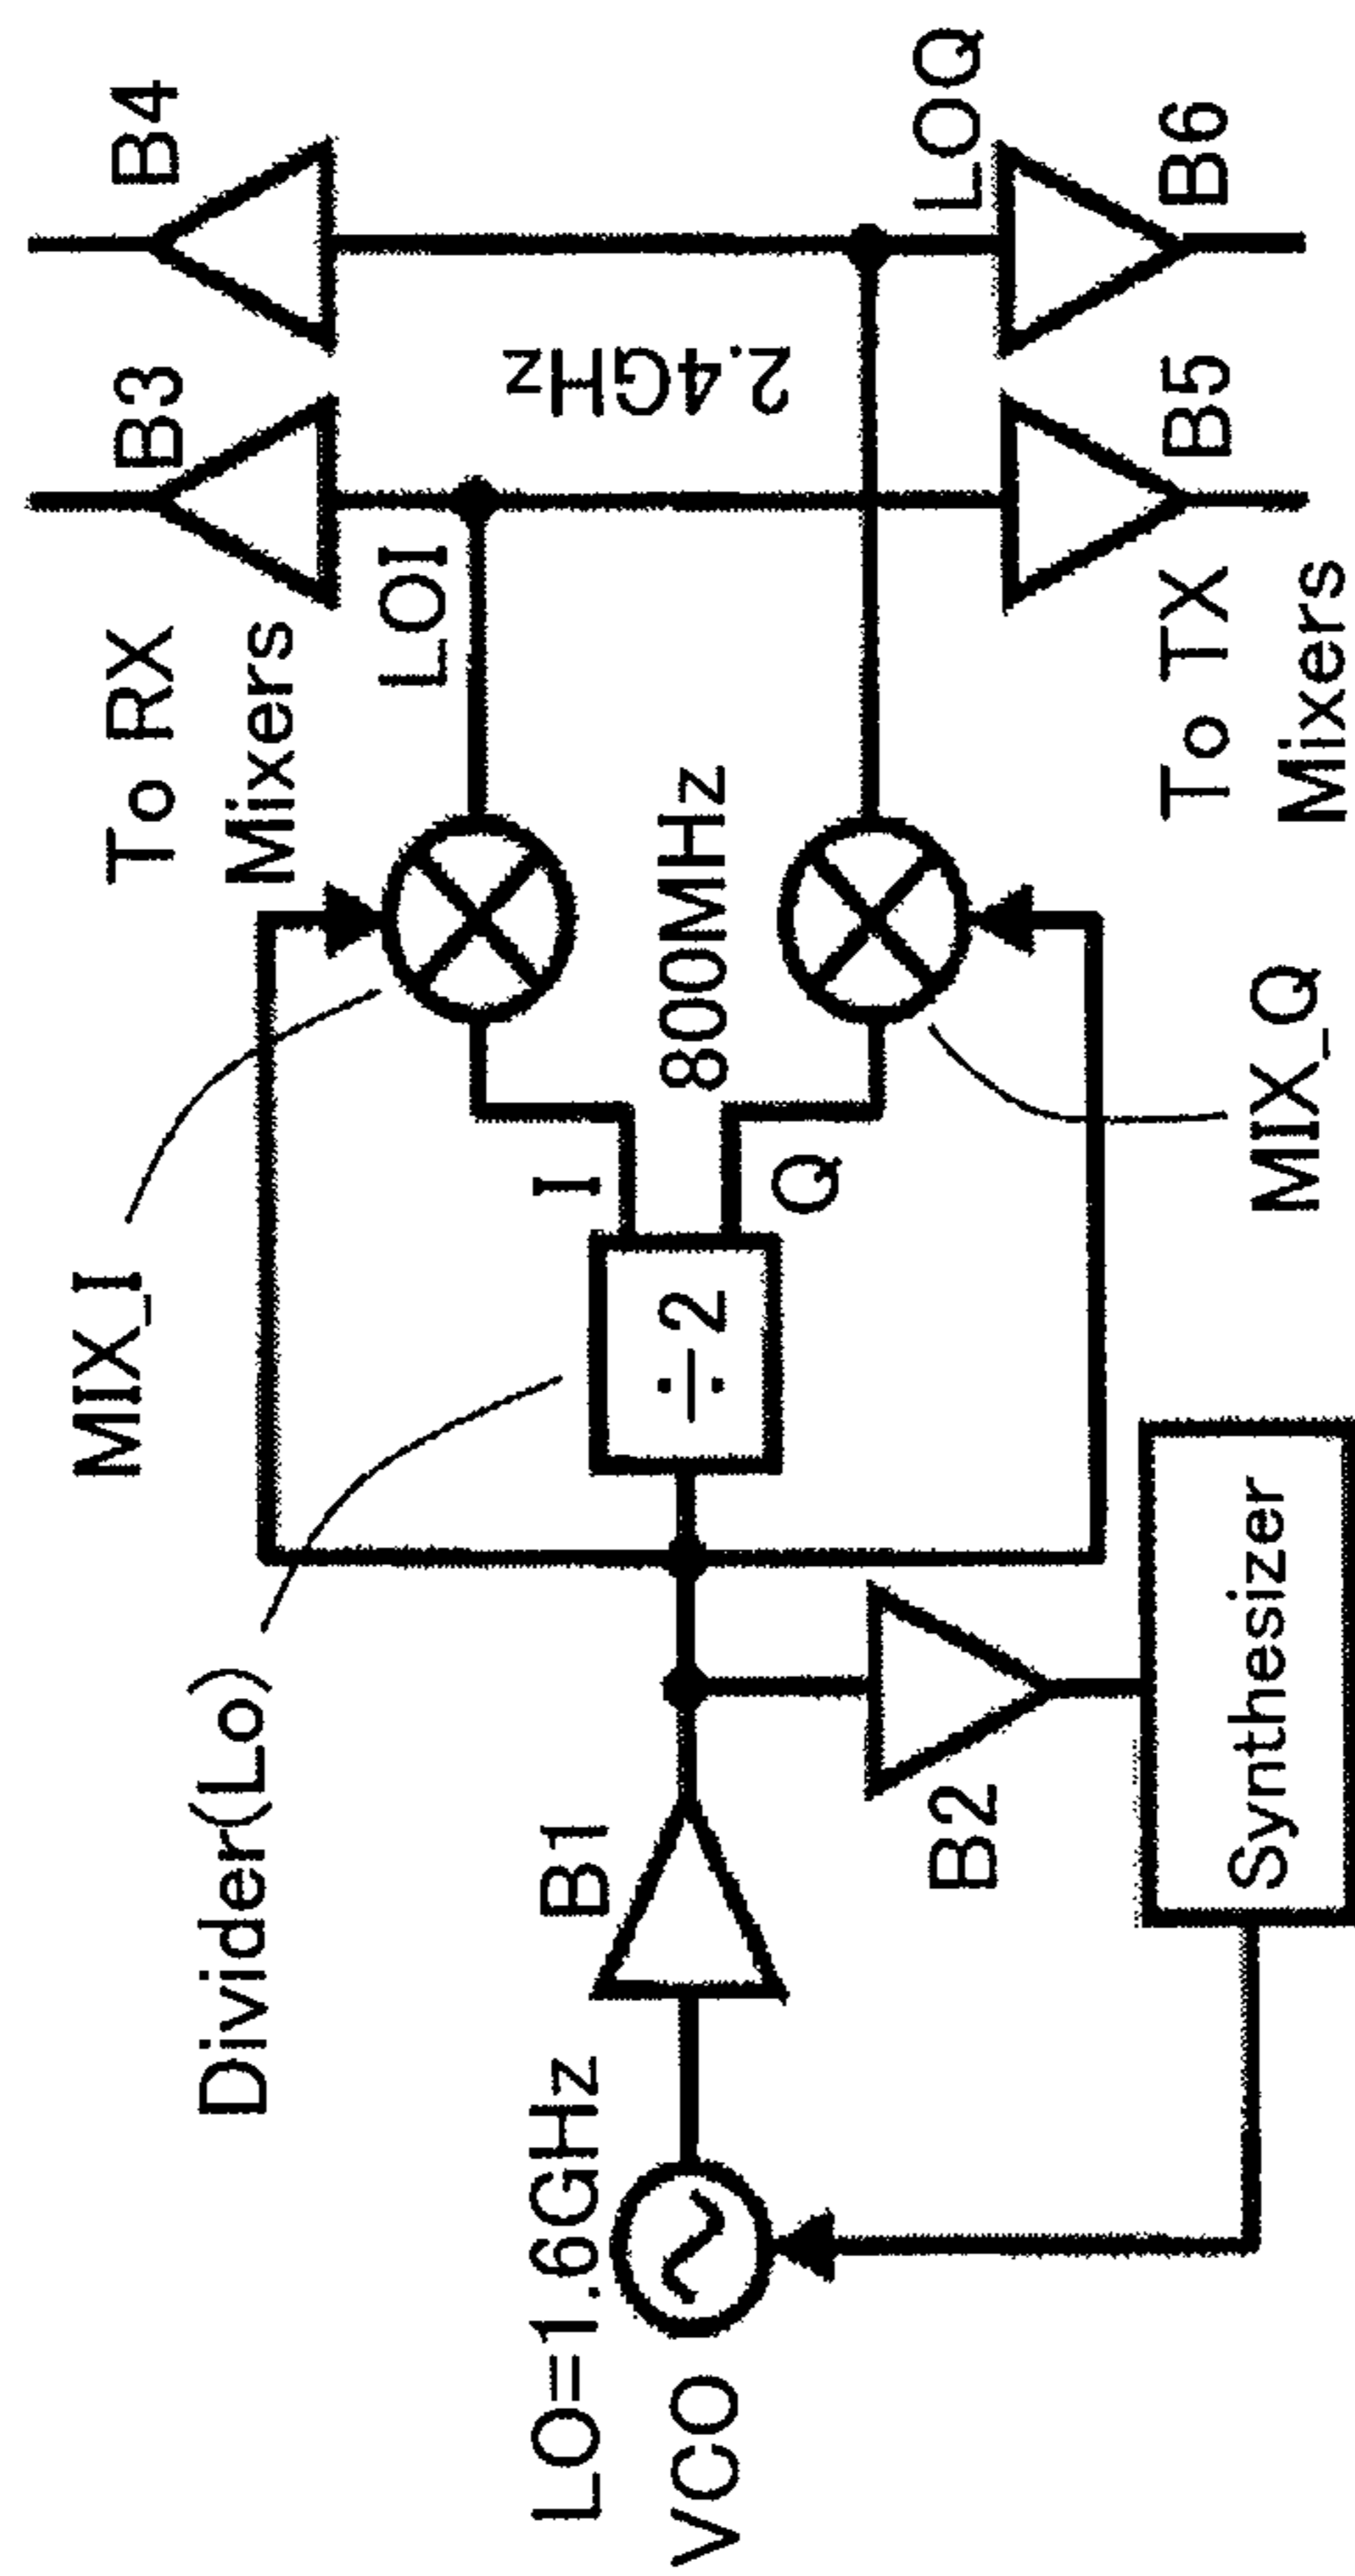 B4
B3
To RX
Mixers
LOI
MIX_I
Divider(Lo)
LO=1.6GHz
VCO
B1
B2
Synthesizer
÷2
I
Q
800MHz
MIX_Q
2.4GHz
LOQ
B6
B5
To TX
Mixers